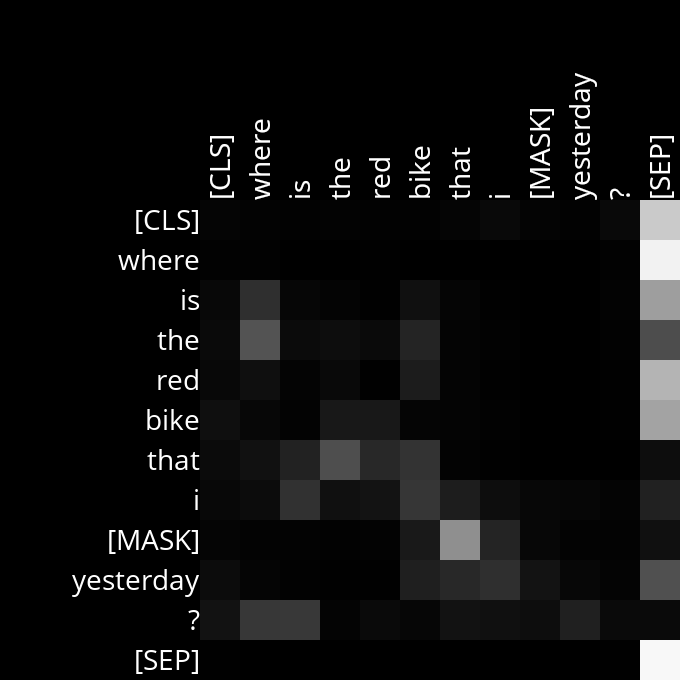 [CLS] where is the red bike that i [MASK] yesterday ? [SEP]
[CLS]
where
is
the
red
bike
that
i
[MASK]
yesterday
?
[SEP]